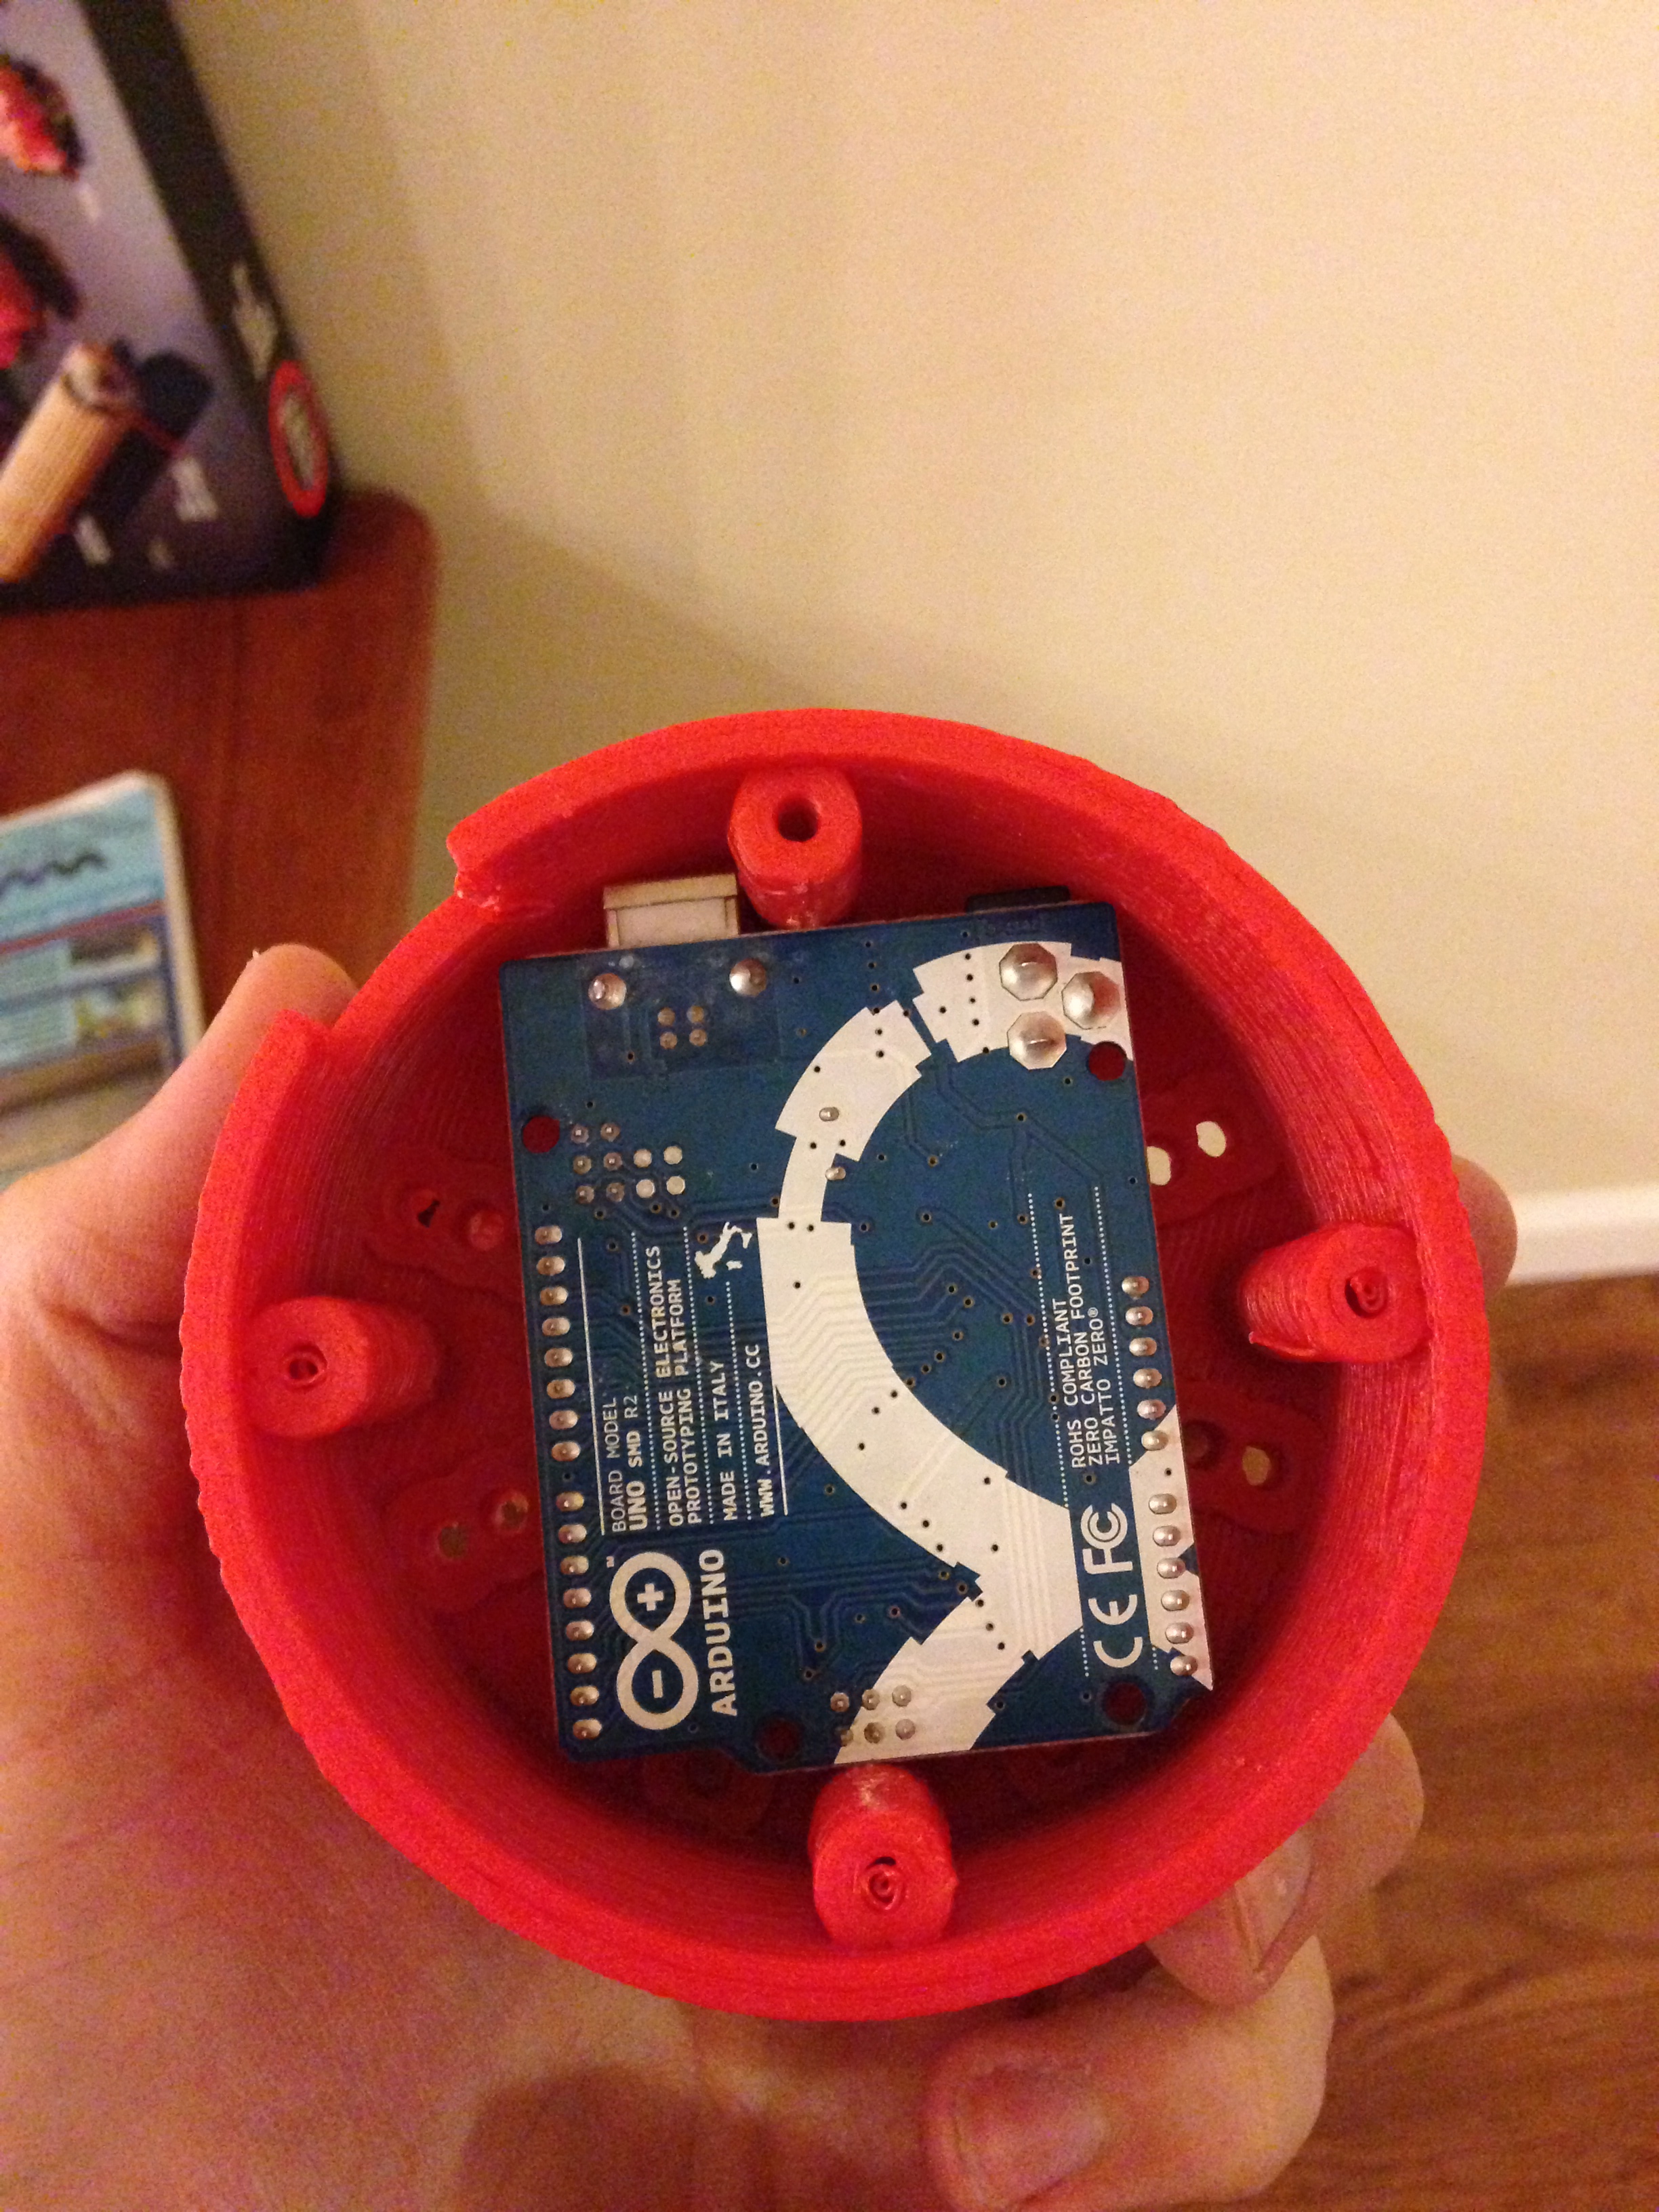 BOARD MODEL
UNO SMD R2
OPEN-SOURCE ELECTRONICS
PROTOTYPING PLATFORM
MADE IN ITALY
WWW.ARDUINO.CC
TM
ARDUINO
ROHS COMPLIANT
ZERO CARBON FOOTPRINT
IMPATTO ZERO®
CE FC